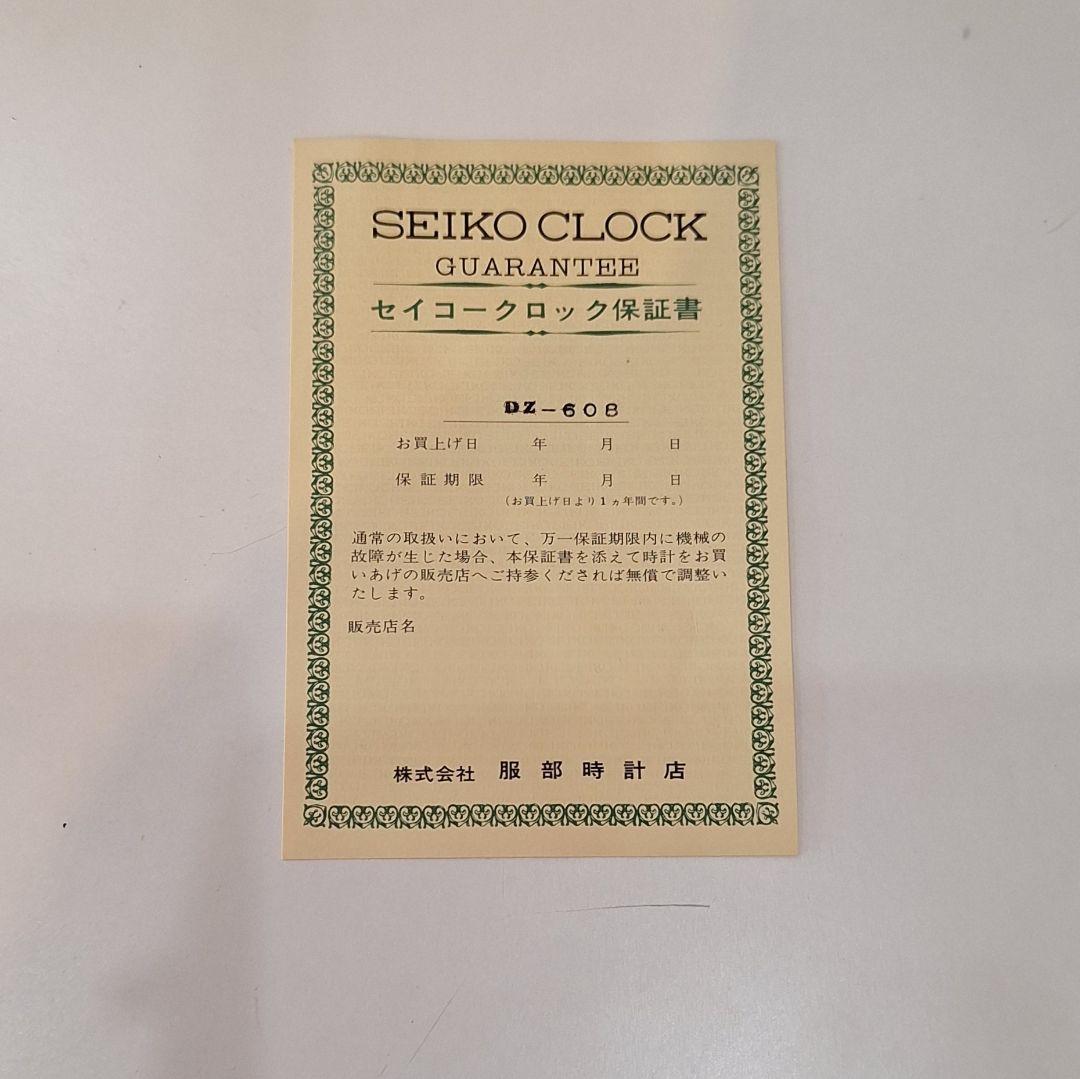 SEIKO CLOCK
GUARANTEE
セイコークロック保証書
DZ-608
お買上げ日 年 月 日
保証期限 年 月 日
(お買上げ日より1ヵ年間です。)
通常の取扱いにおいて、万一保証期限内に機械の
故障が生じた場合、本保証書を添えて時計をお買
いあげの販売店へご持参くだされば無償で調整い
たします。
販売店名
株式会社 服部時計店